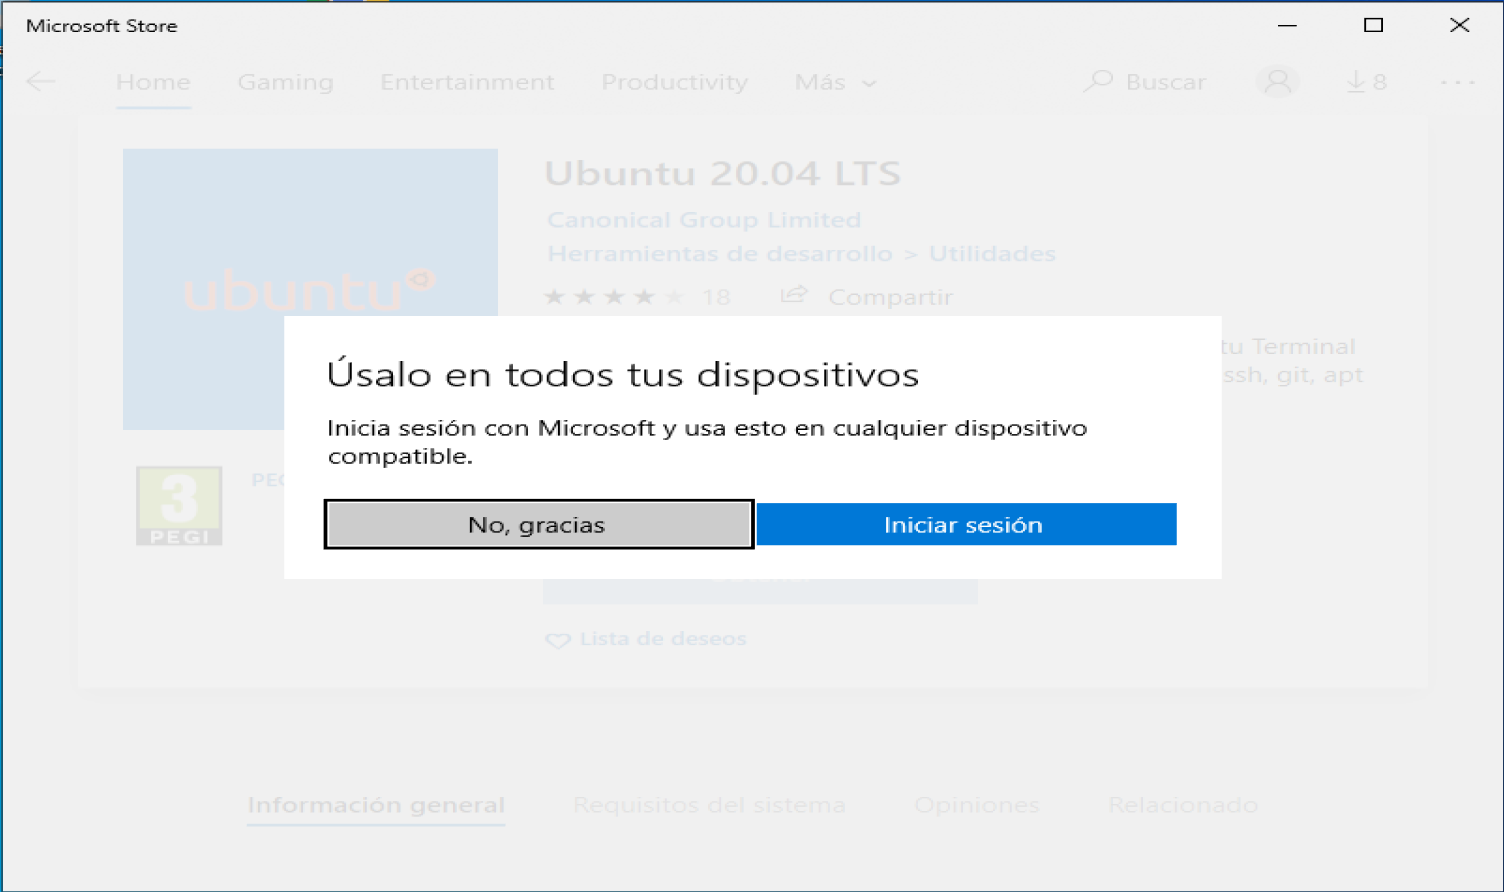 Microsoft Store
Home Gaming Entertainment Productivity Más Buscar 8
Ubuntu 20.04 LTS
Canonical Group Limited
Herramientas de desarrollo > Utilidades
ubuntu
18 Compartir
tu Terminal
ssh, git, apt
Úsalo en todos tus dispositivos
Inicia sesión con Microsoft y usa esto en cualquier dispositivo
compatible.
3
PEGI
No, gracias Iniciar sesión
Lista de deseos
Información general Requisitos del sistema Opiniones Relacionado